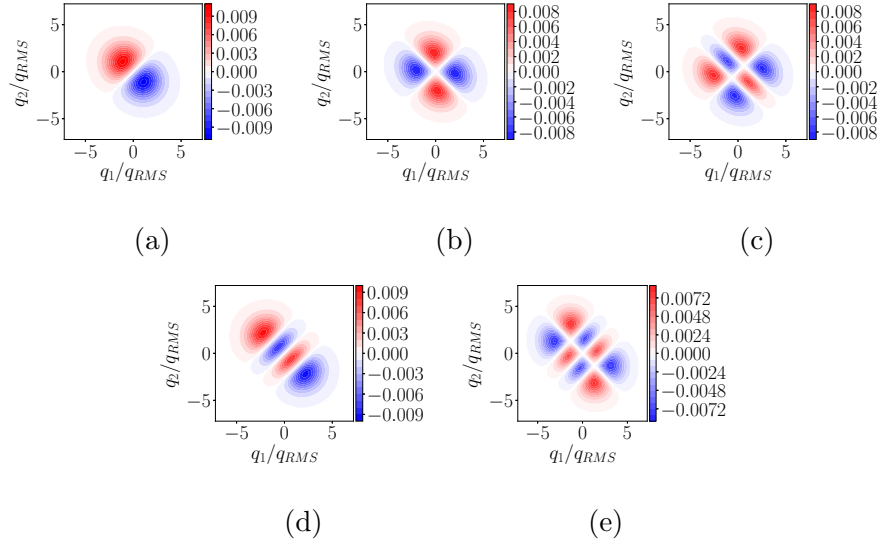 5
0
−5
q2/qRMS
−5 0 5
q1/qRMS
0.009
0.006
0.003
0.000
−0.003
−0.006
−0.009
(a)
5
0
−5
q2/qRMS
−5 0 5
q1/qRMS
0.008
0.006
0.004
0.002
0.000
−0.002
−0.004
−0.006
−0.008
(b)
5
0
−5
q2/qRMS
−5 0 5
q1/qRMS
0.008
0.006
0.004
0.002
0.000
−0.002
−0.004
−0.006
−0.008
(c)
5
0
−5
q2/qRMS
−5 0 5
q1/qRMS
0.009
0.006
0.003
0.000
−0.003
−0.006
−0.009
(d)
5
0
−5
q2/qRMS
−5 0 5
q1/qRMS
0.0072
0.0048
0.0024
0.0000
−0.0024
−0.0048
−0.0072
(e)